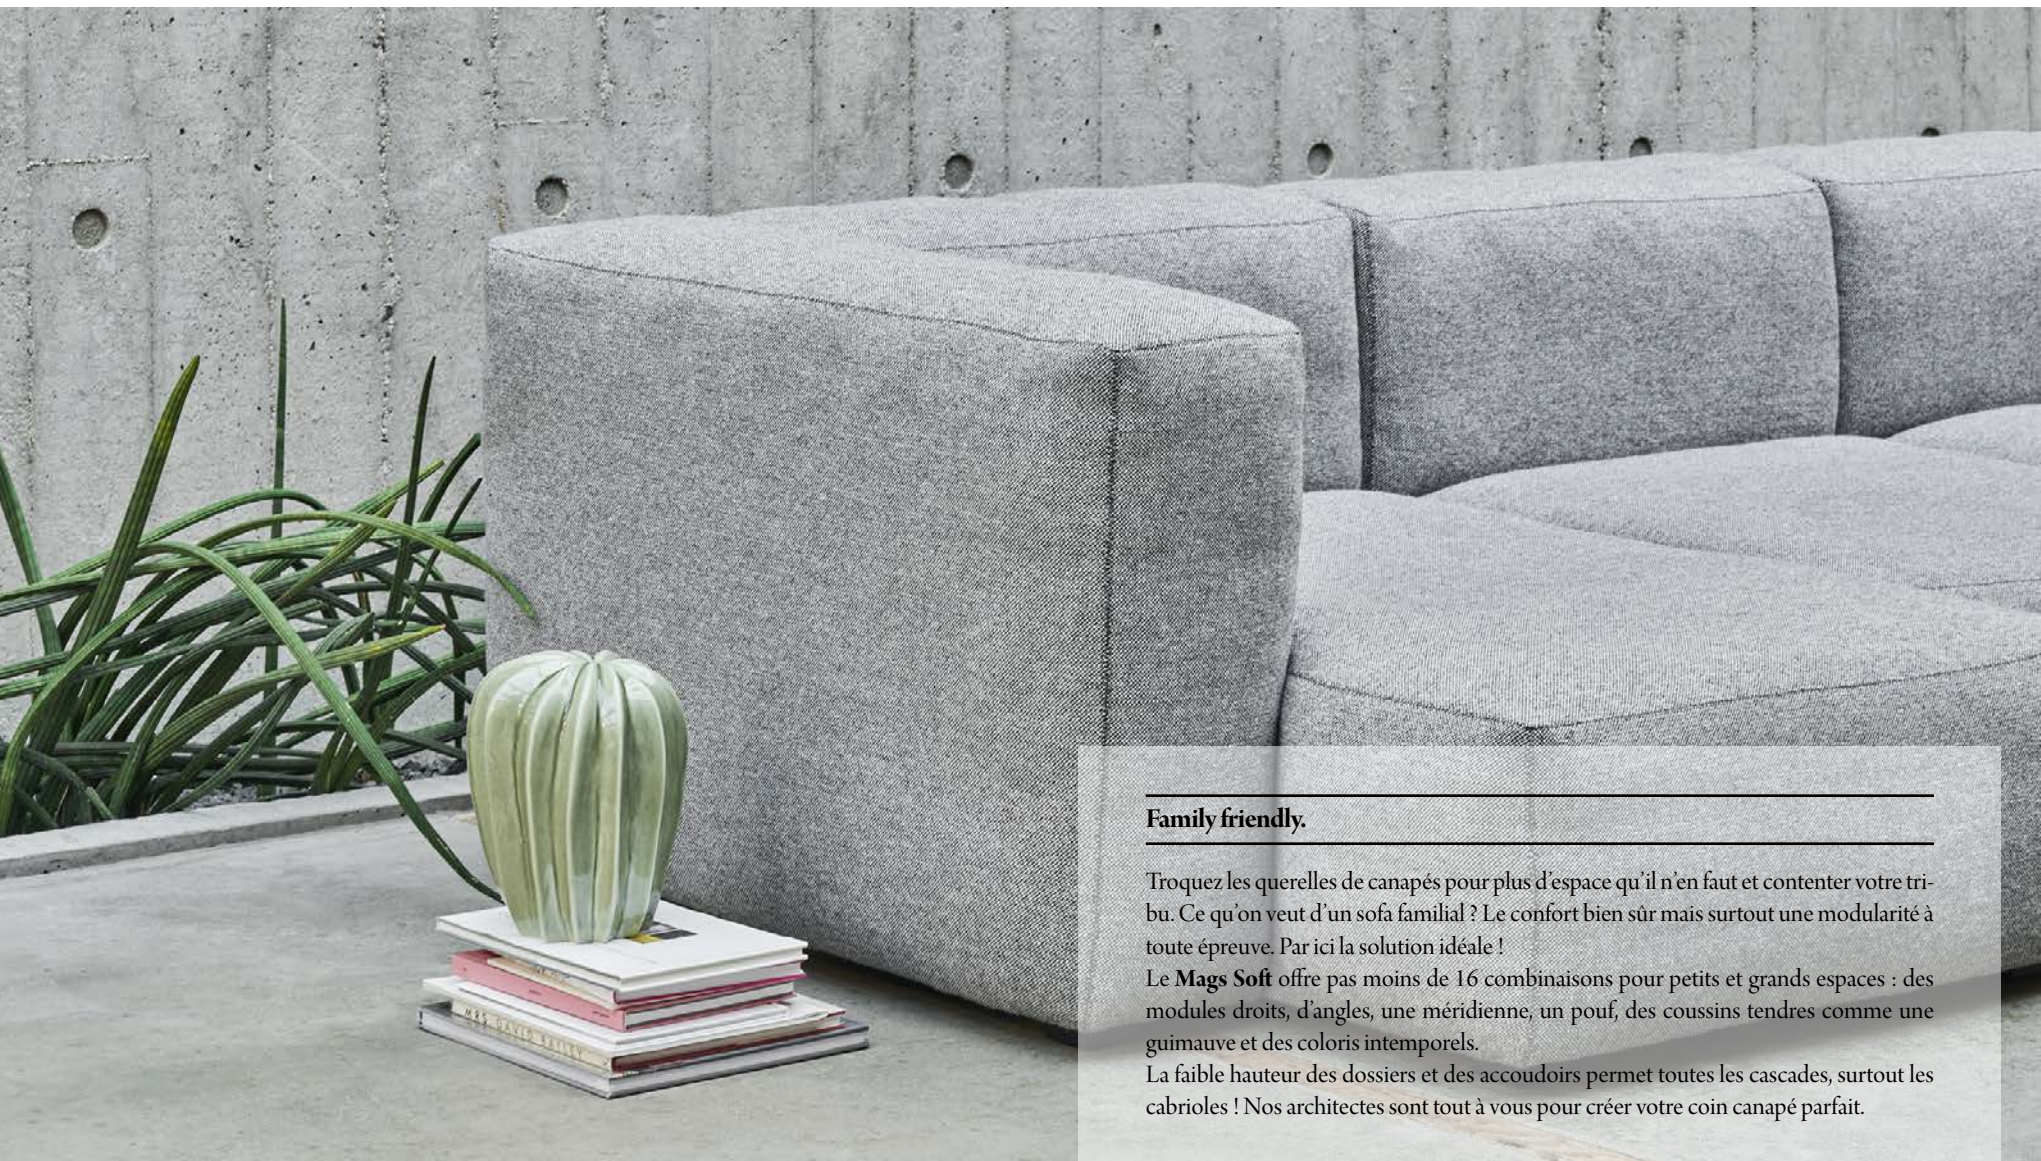 Family friendly.
Troquez les querelles de canapés pour plus d'espace qu'il n'en faut et contenter votre tri-
bu. Ce qu'on veut d'un sofa familial ? Le confort bien sûr mais surtout une modularité à
toute épreuve. Par ici la solution idéale !
Le Mags Soft offre pas moins de 16 combinaisons pour petits et grands espaces : des
modules droits, d'angles, une méridienne, un pouf, des coussins tendres comme une
guimauve et des coloris intemporels.
La faible hauteur des dossiers et des accoudoirs permet toutes les cascades, surtout les
cabrioles ! Nos architectes sont tout à vous pour créer votre coin canapé parfait.
MRS. DAVID BAILEY